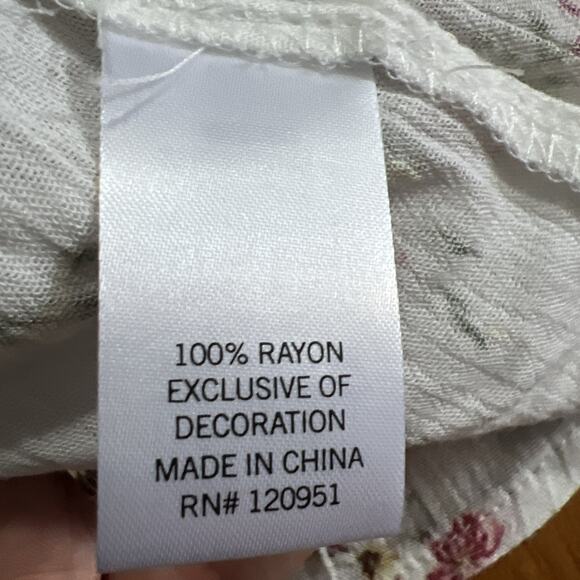 100% RAYON
EXCLUSIVE OF
DECORATION
MADE IN CHINA
RN# 120951